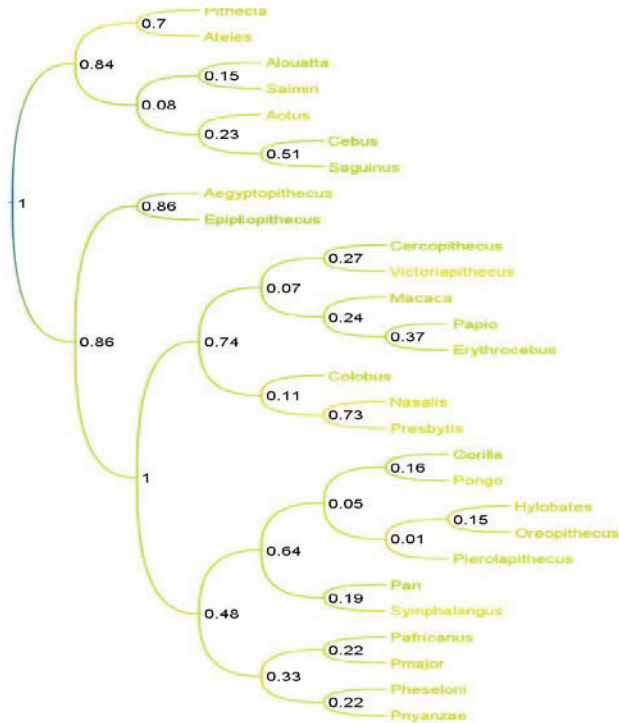 Pithecia
0.7
Ateles
0.84
Alouatta
0.15
Saimiri
0.08
Aotus
0.23
Cebus
0.51
Saguinus
1
Aegyptopithecus
0.86
Epipliopithecus
0.86
Cercopithecus
0.27
Victoriapithecus
0.07
Macaca
0.24
Papio
0.37
Erythrocebus
0.74
Colobus
0.11
Nasalis
0.73
Presbytis
1
Gorilla
0.16
Pongo
0.05
Hylobates
0.15
Oreopithecus
0.01
Pierolapithecus
0.64
Pan
0.19
Symphalangus
0.48
Pafricanus
0.22
Pmajor
0.33
Pheseloni
0.22
Pnyanzae